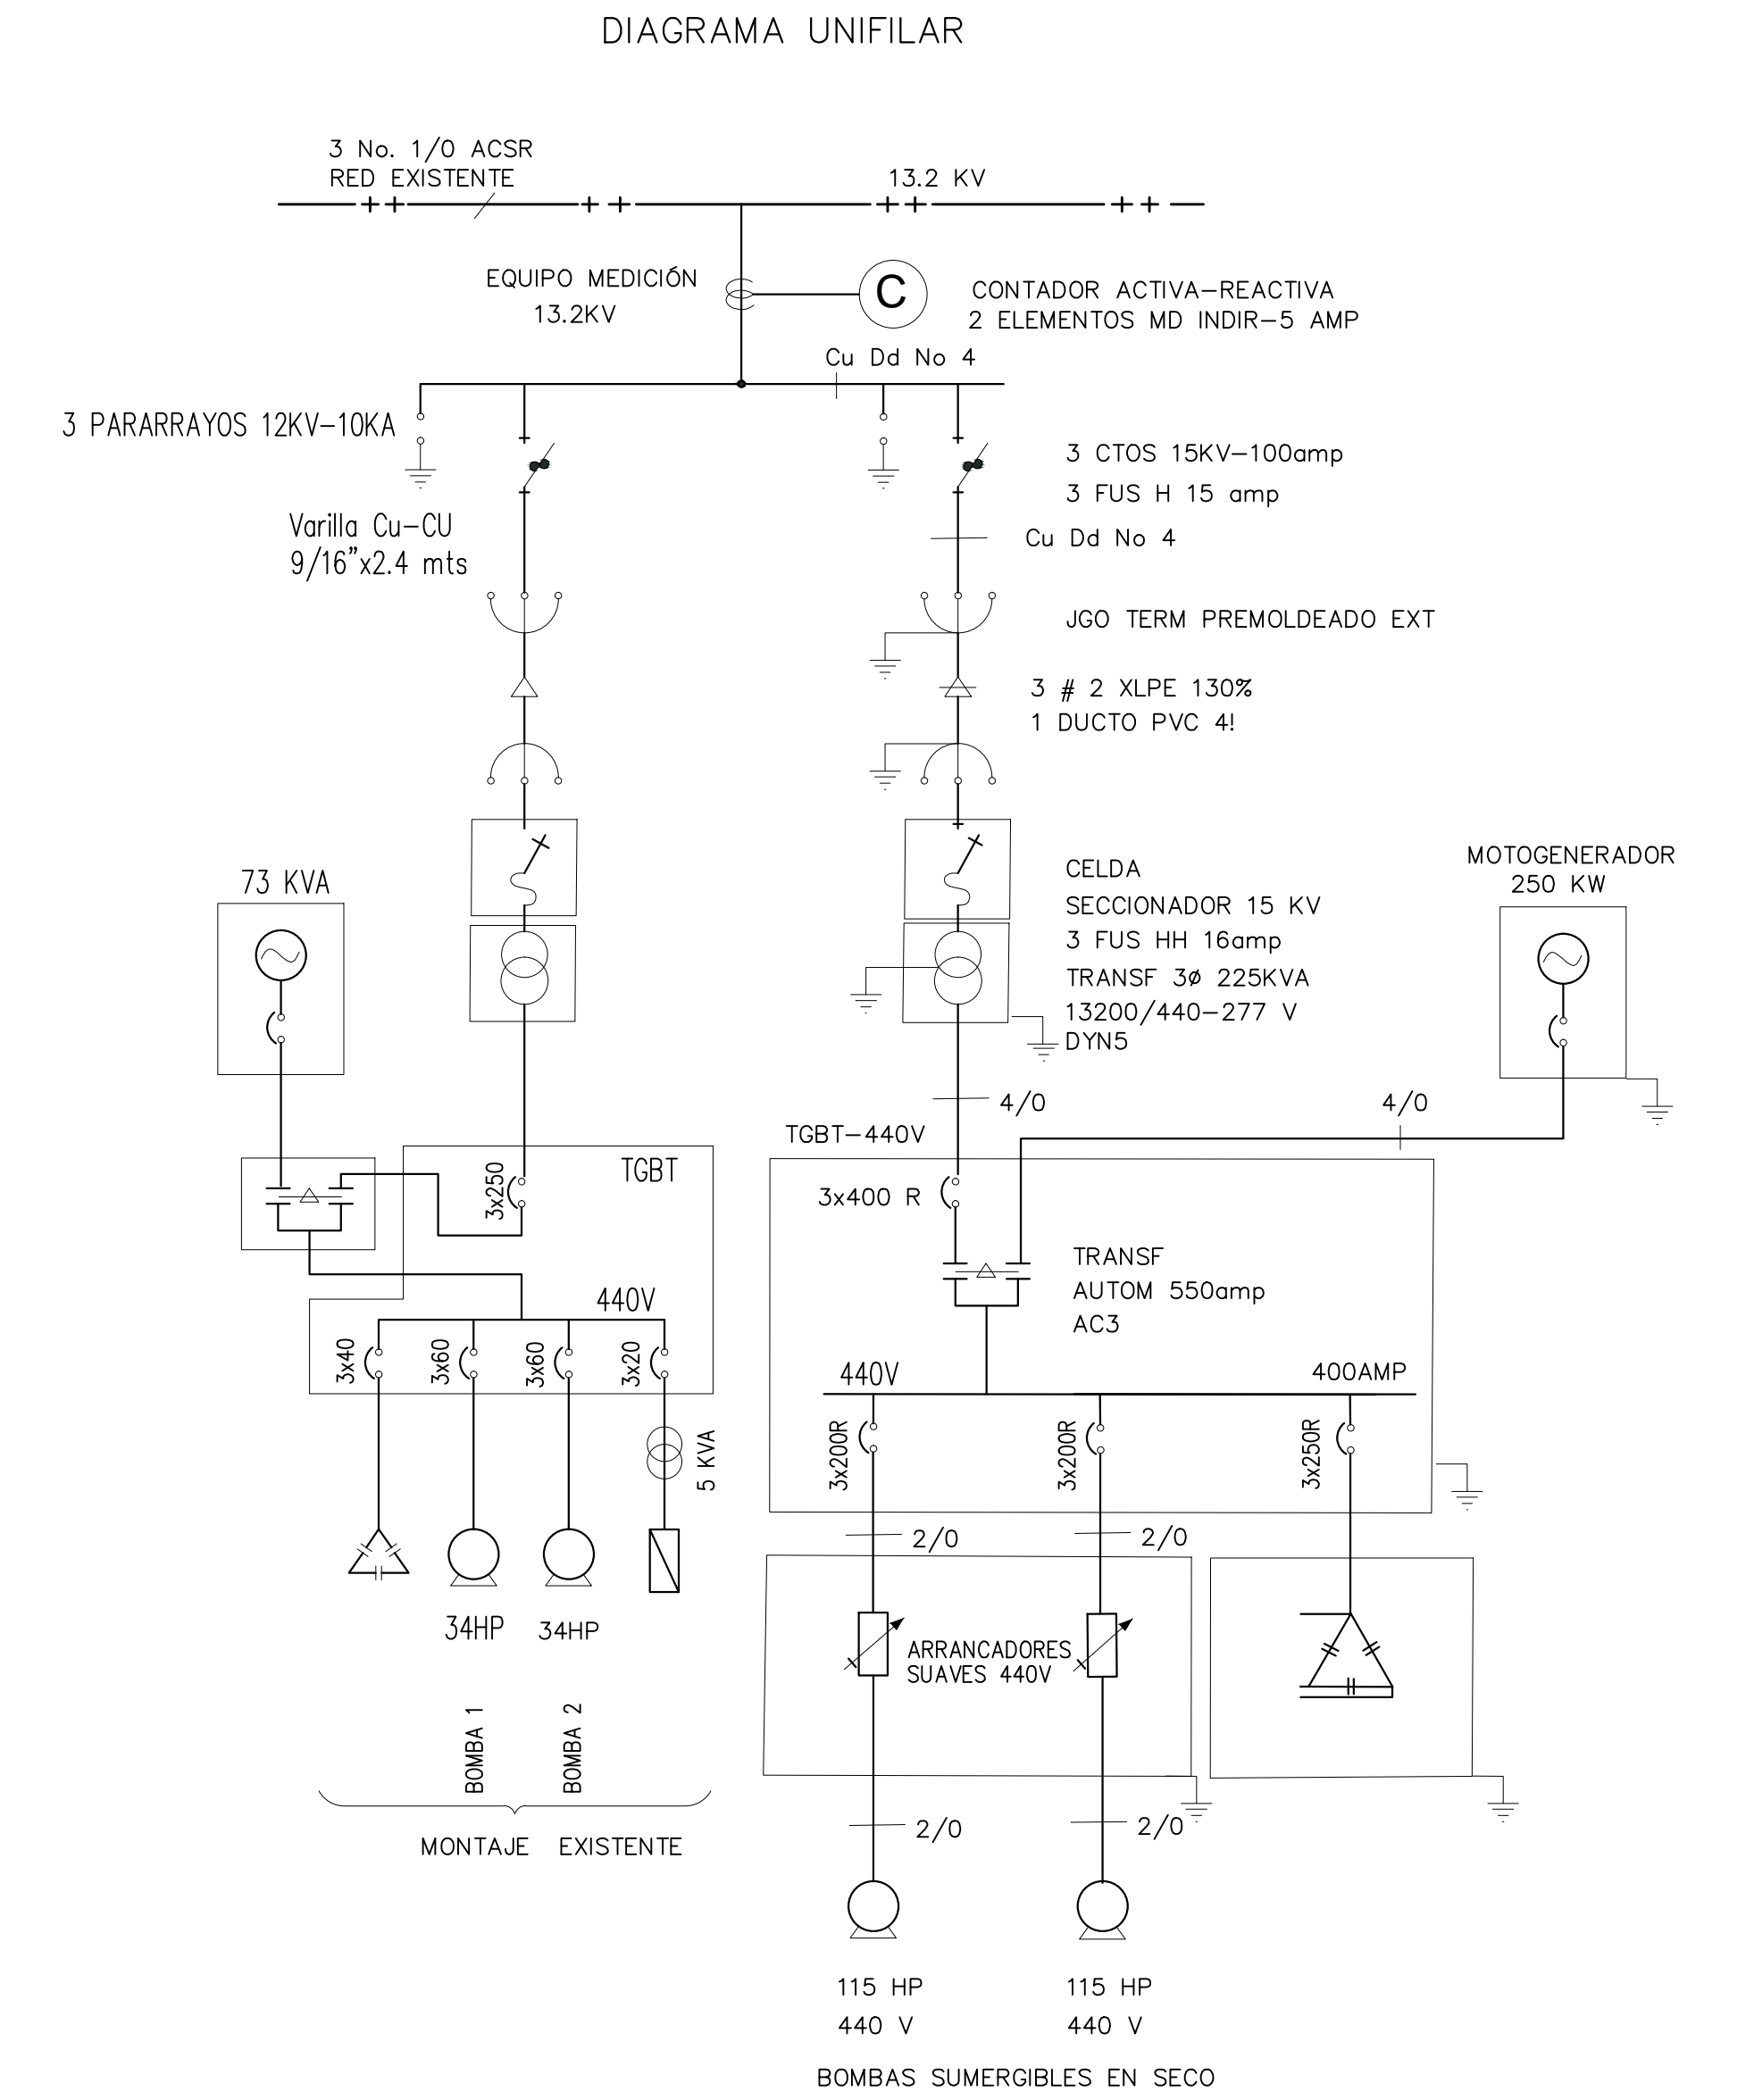 DIAGRAMA UNIFILAR
3 No. 1/0 ACSR
RED EXISTENTE
13.2 KV
EQUIPO MEDICIÓN
13.2KV
C
CONTADOR ACTIVA-REACTIVA
2 ELEMENTOS MD INDIR-5 AMP
Cu Dd No 4
3 PARARRAYOS 12KV-10KA
3 CTOS 15KV-100amp
3 FUS H 15 amp
Varilla Cu-CU
9/16"x2.4 mts
Cu Dd No 4
JGO TERM PREMOLDEADO EXT
3 # 2 XLPE 130%
1 DUCTO PVC 4!
73 KVA
CELDA
SECCIONADOR 15 KV
3 FUS HH 16amp
TRANSF 3ø 225KVA
13200/440-277 V
DYN5
MOTOGENERADOR
250 KW
4/0
4/0
TGBT-440V
TGBT
3x250
3x400 R
TRANSF
AUTOM 550amp
AC3
440V
3x40
3x60
3x60
3x20
440V
400AMP
3x200R
3x200R
3x250R
5 KVA
2/0
2/0
34HP
34HP
ARRANCADORES
SUAVES 440V
BOMBA 1
BOMBA 2
2/0
2/0
MONTAJE EXISTENTE
115 HP
440 V
115 HP
440 V
BOMBAS SUMERGIBLES EN SECO